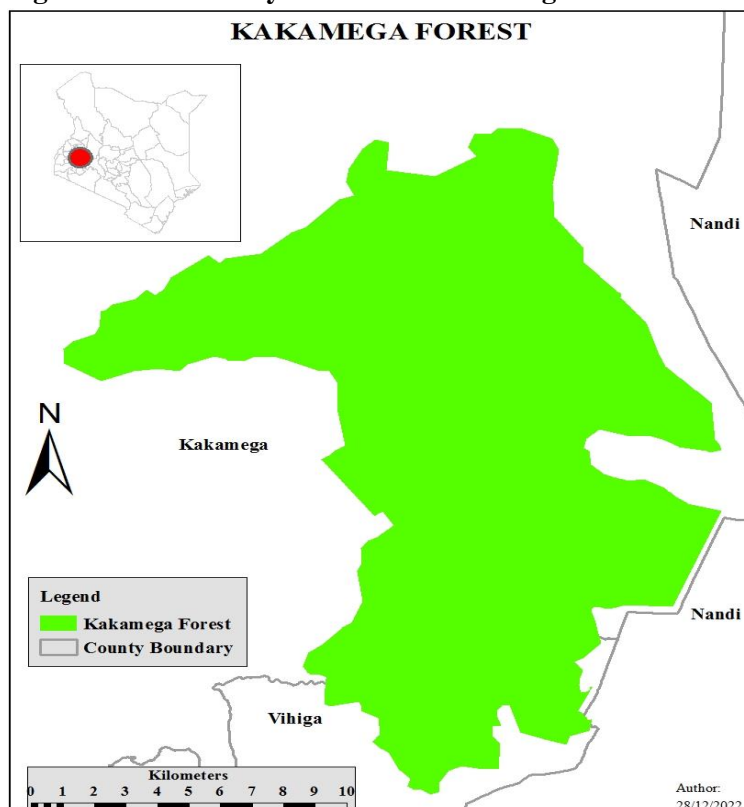 KAKAMEGA FOREST
Nandi
N
Kakamega
Legend
Kakamega Forest
County Boundary
Nandi
Vihiga
Kilometers
0 1 2 3 4 5 6 7 8 9 10
Author:
28/12/2022